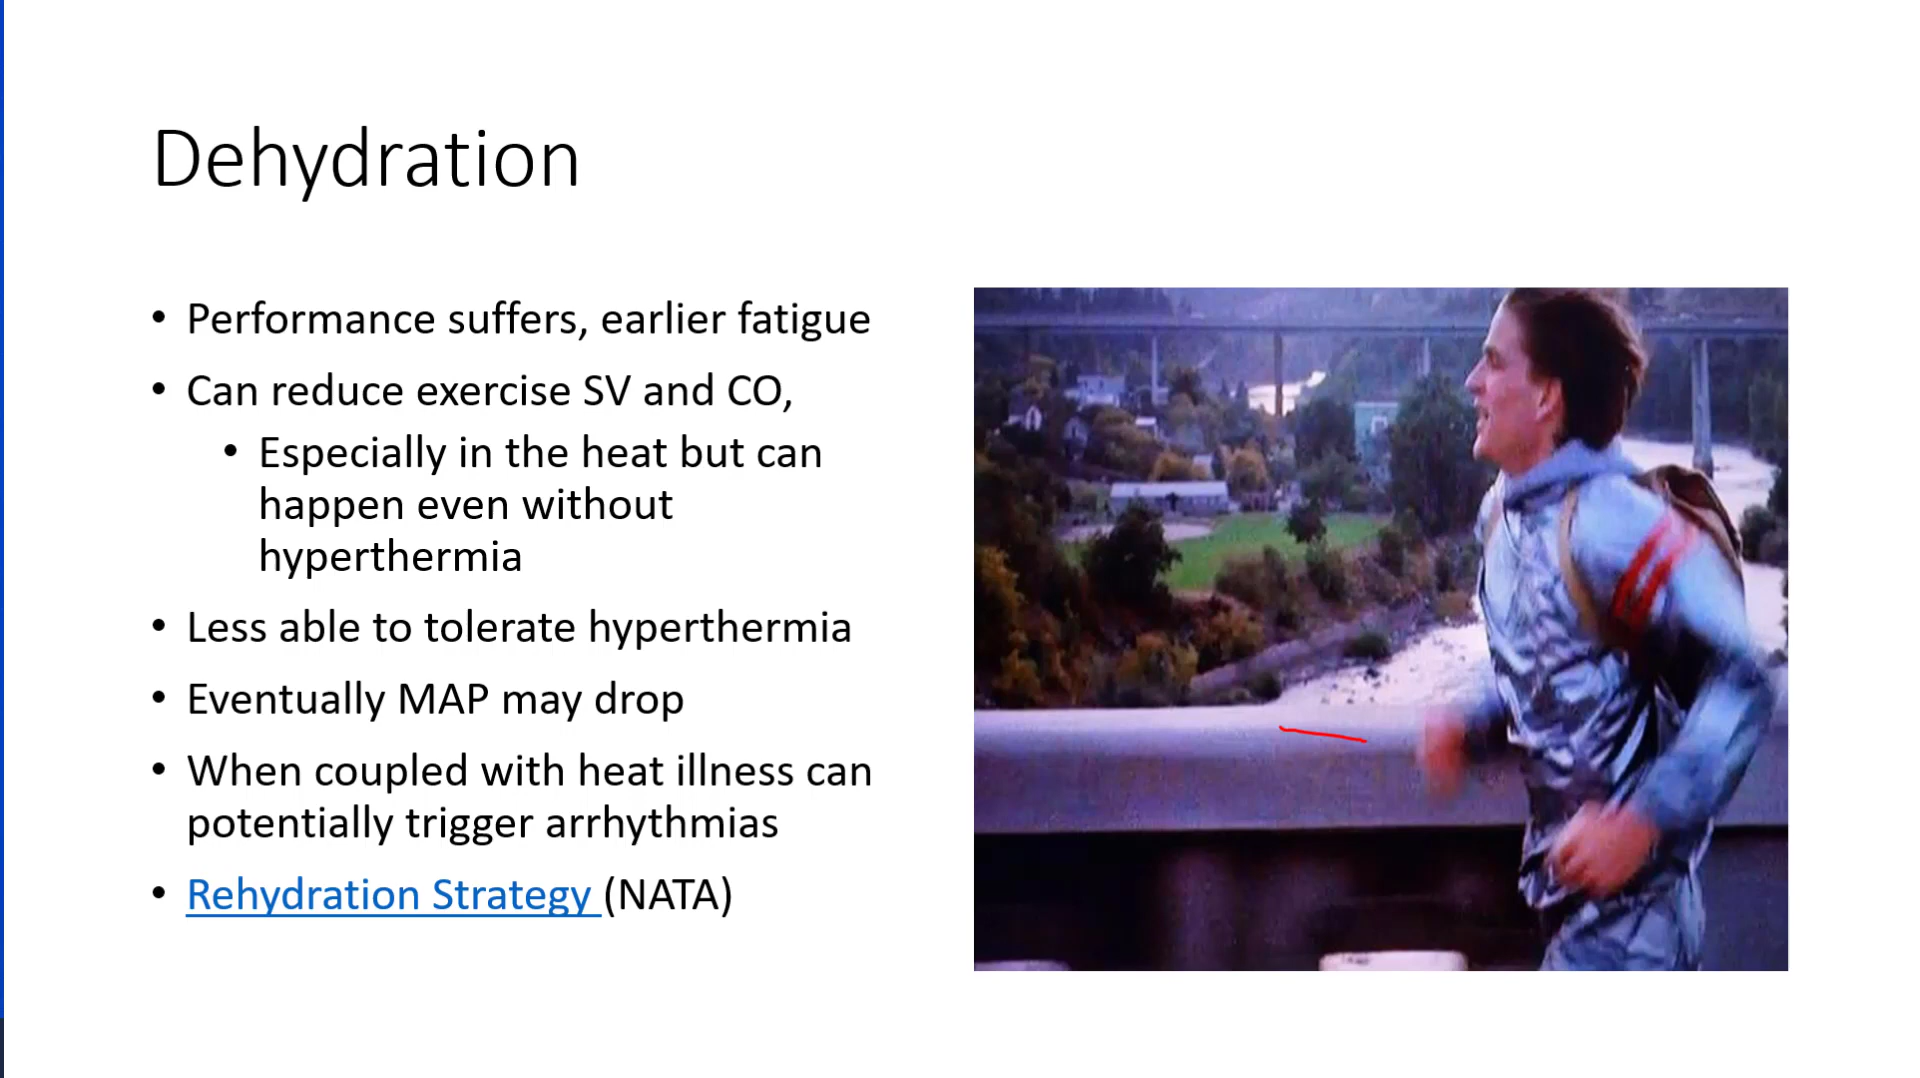 Dehydration
• Performance suffers, earlier fatigue
• Can reduce exercise SV and CO,
• Especially in the heat but can
happen even without
hyperthermia
• Less able to tolerate hyperthermia
• Eventually MAP may drop
• When coupled with heat illness can
potentially trigger arrhythmias
• Rehydration Strategy (NATA)